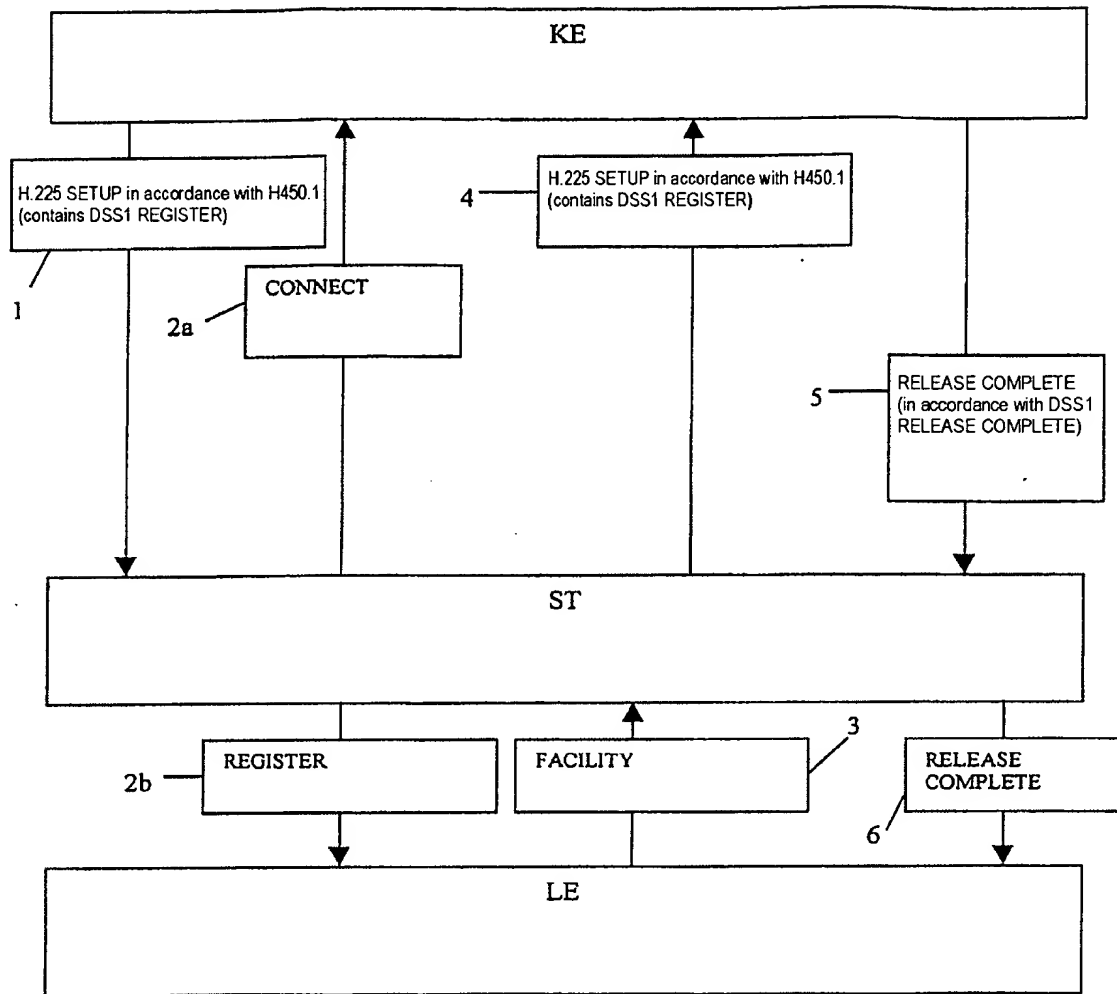 KE
H.225 SETUP in accordance with H450.1
(contains DSS1 REGISTER)
1
CONNECT
2a
4
H.225 SETUP in accordance with H450.1
(contains DSS1 REGISTER)
5
RELEASE COMPLETE
(in accordance with DSS1
RELEASE COMPLETE)
ST
2b
REGISTER
FACILITY
3
RELEASE
COMPLETE
6
LE